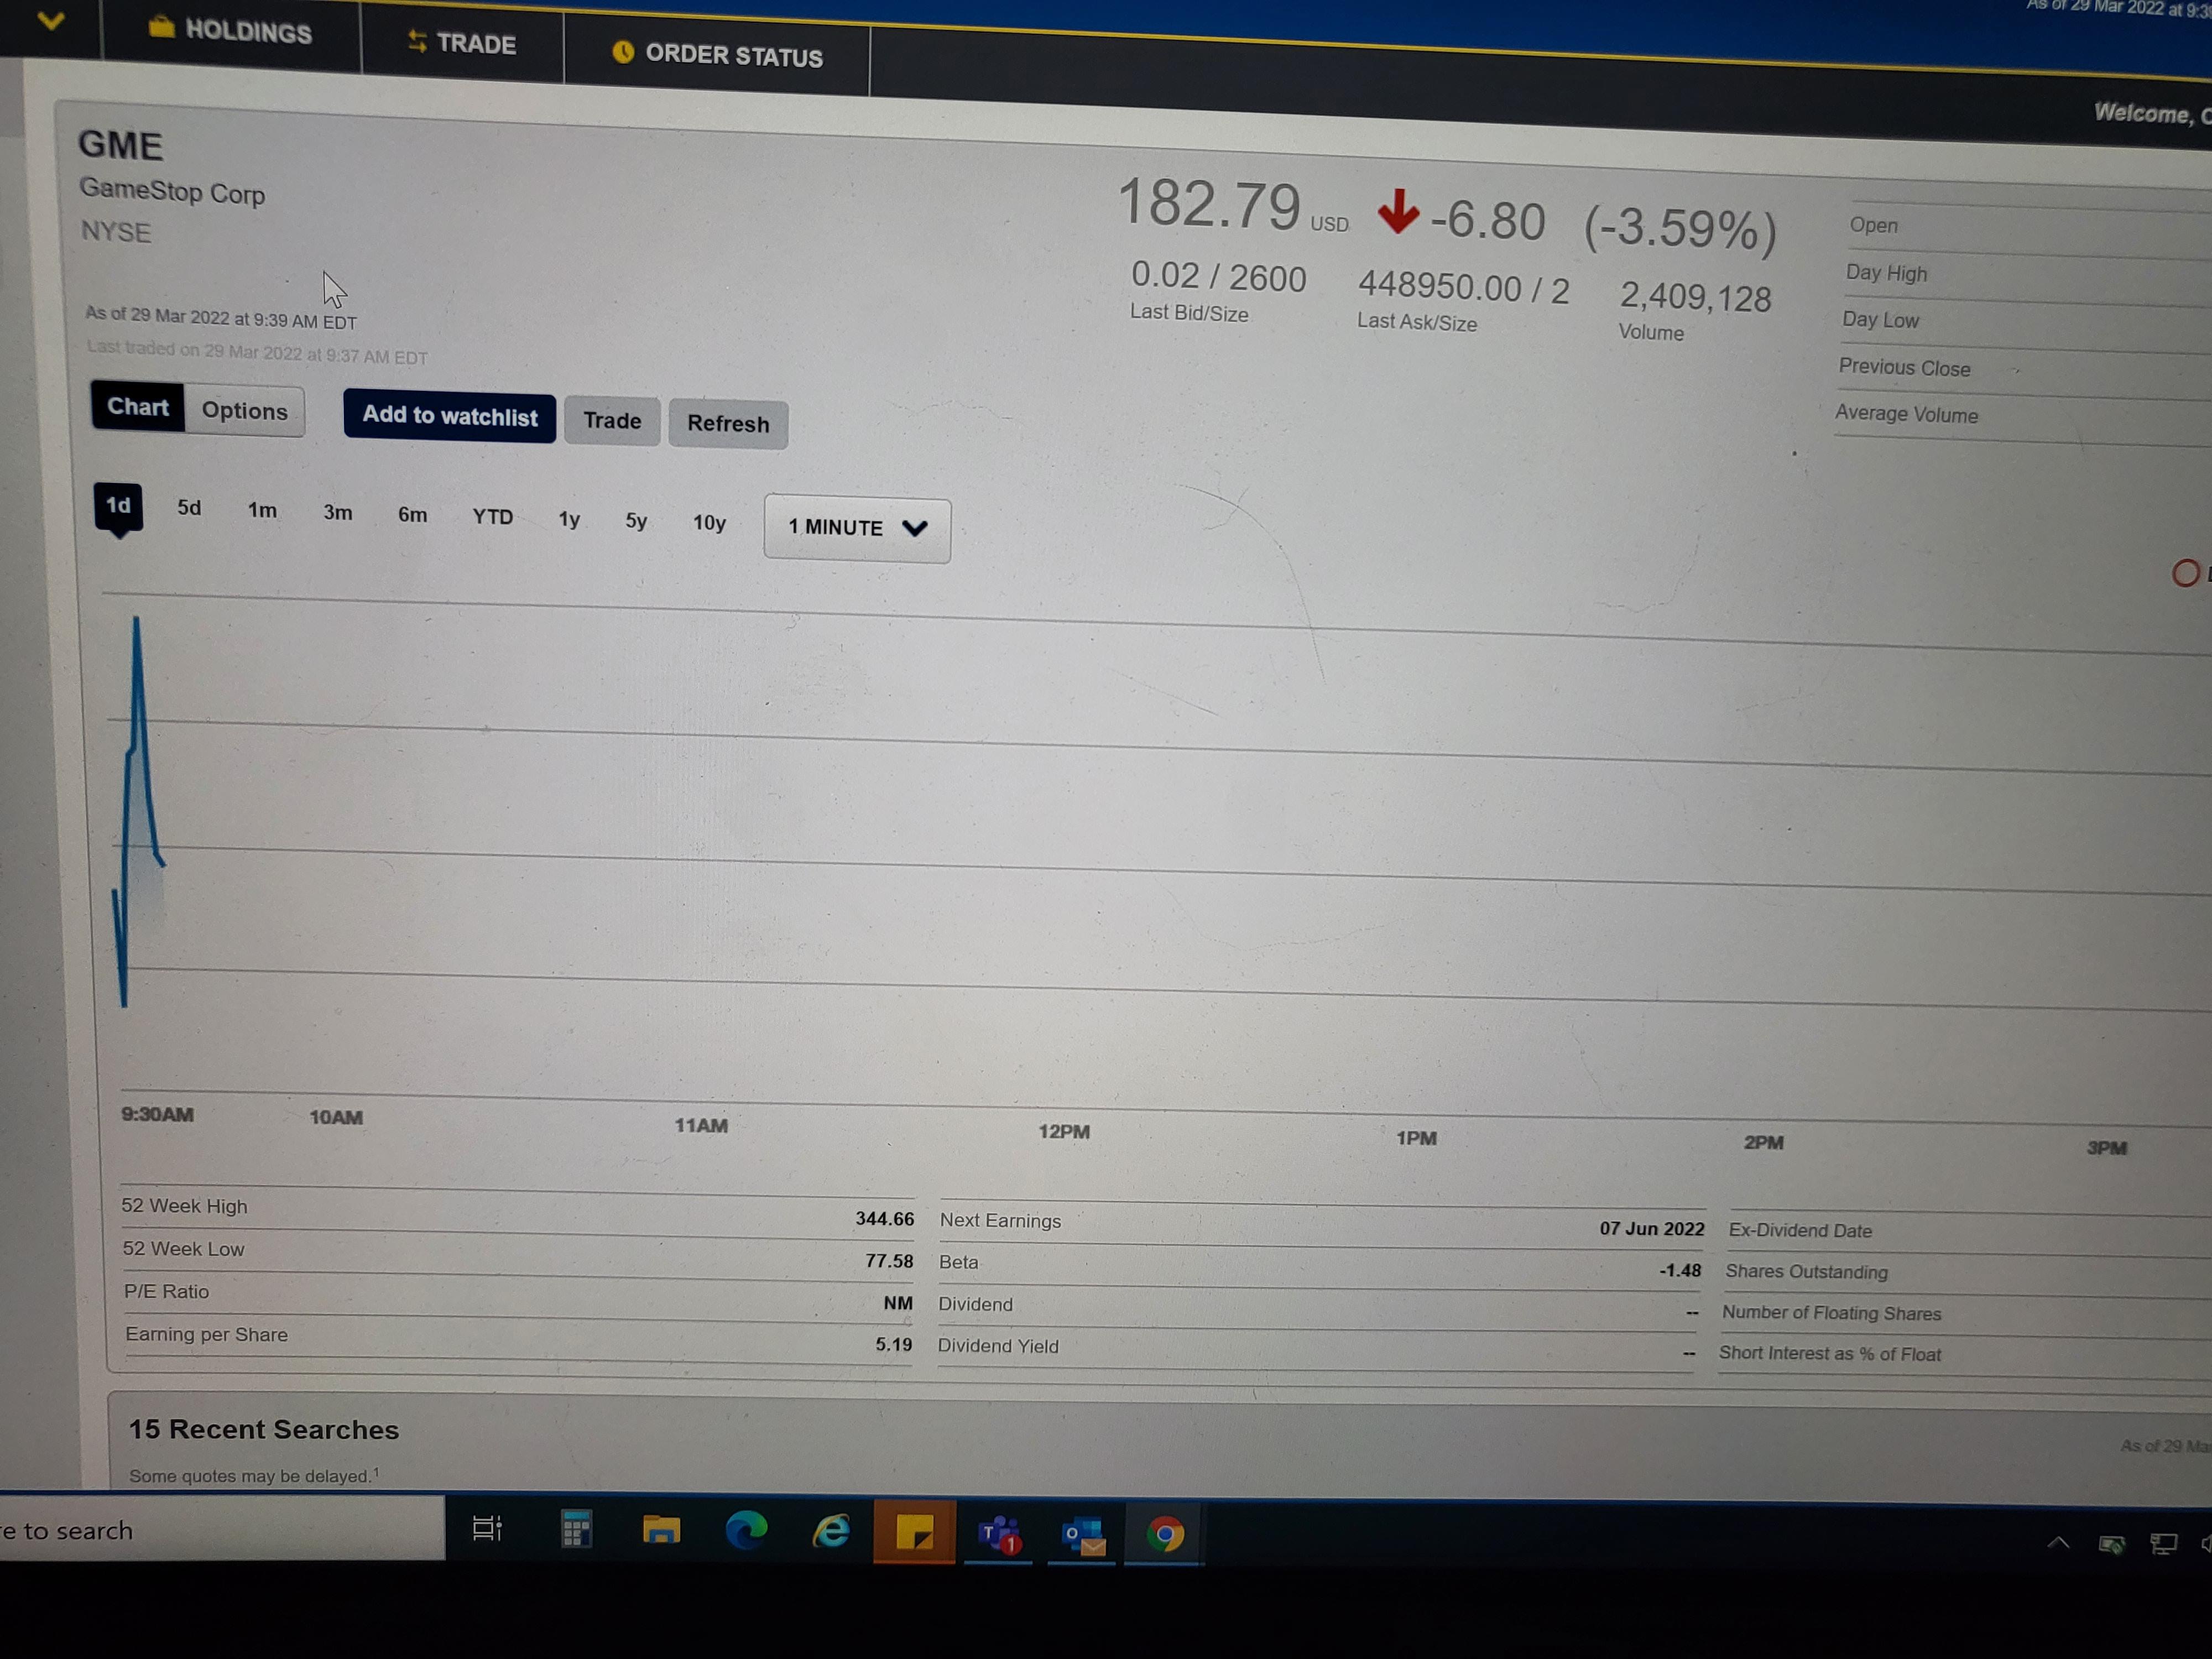 As of 29 Mar 2022 at 9:39
HOLDINGS
TRADE
ORDER STATUS
Welcome,
GME
GameStop Corp
NYSE
182.79 USD -6.80 (-3.59%)
0.02 / 2600 448950.00 / 2 2,409,128
Last Bid/Size Last Ask/Size Volume
Open
Day High
Day Low
Previous Close
Average Volume
As of 29 Mar 2022 at 9:39 AM EDT
Last traded on 29 Mar 2022 at 9:37 AM EDT
Chart Options Add to watchlist Trade Refresh
1d 5d 1m 3m 6m YTD 1y 5y 10y 1 MINUTE
9:30AM 10AM 11AM 12PM 1PM 2PM 3PM
52 Week High 344.66 Next Earnings 07 Jun 2022 Ex-Dividend Date
52 Week Low 77.58 Beta -1.48 Shares Outstanding
P/E Ratio NM Dividend -- Number of Floating Shares
Earning per Share 5.19 Dividend Yield -- Short Interest as % of Float
15 Recent Searches
As of 29 Mar
Some quotes may be delayed.1
re to search
T 1
O